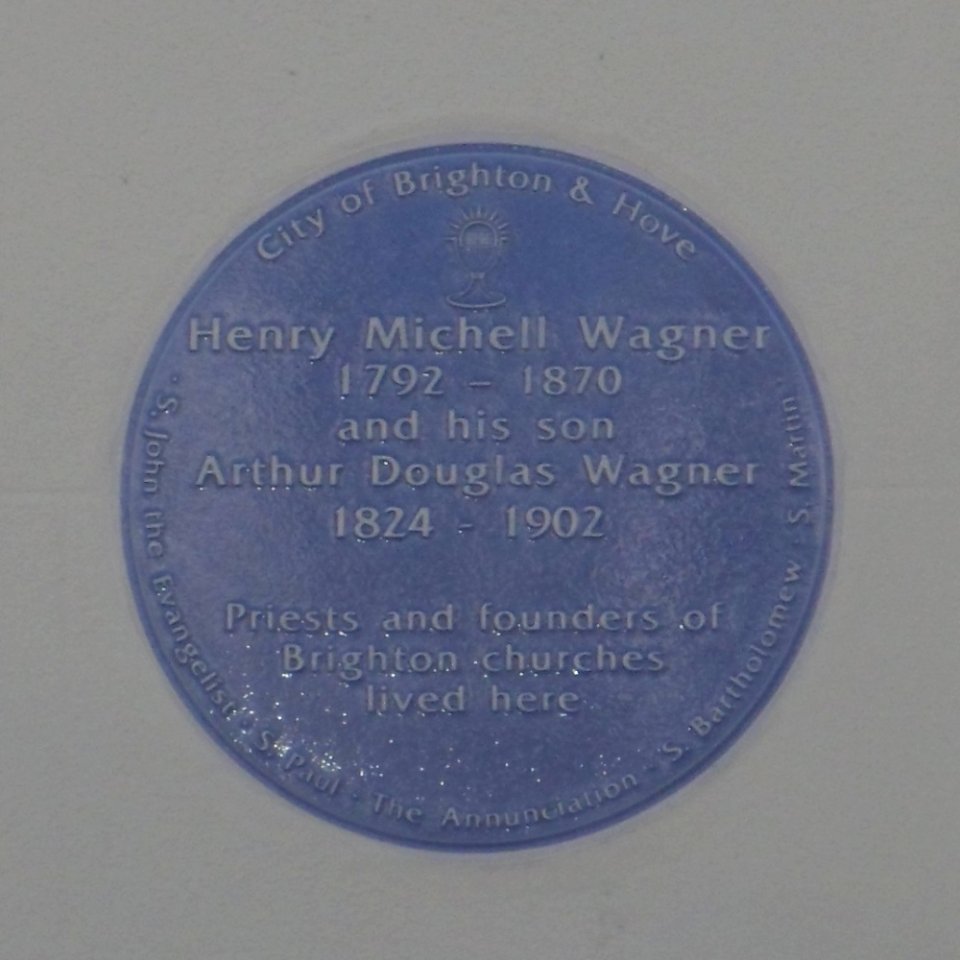 City of Brighton & Hove
Henry Michell Wagner
1792 – 1870
and his son
Arthur Douglas Wagner
1824 - 1902
Priests and founders of
Brighton churches
lived here
· S. John the Evangelist · S. Paul · The Annunciation · S. Bartholomew · S. Martin ·